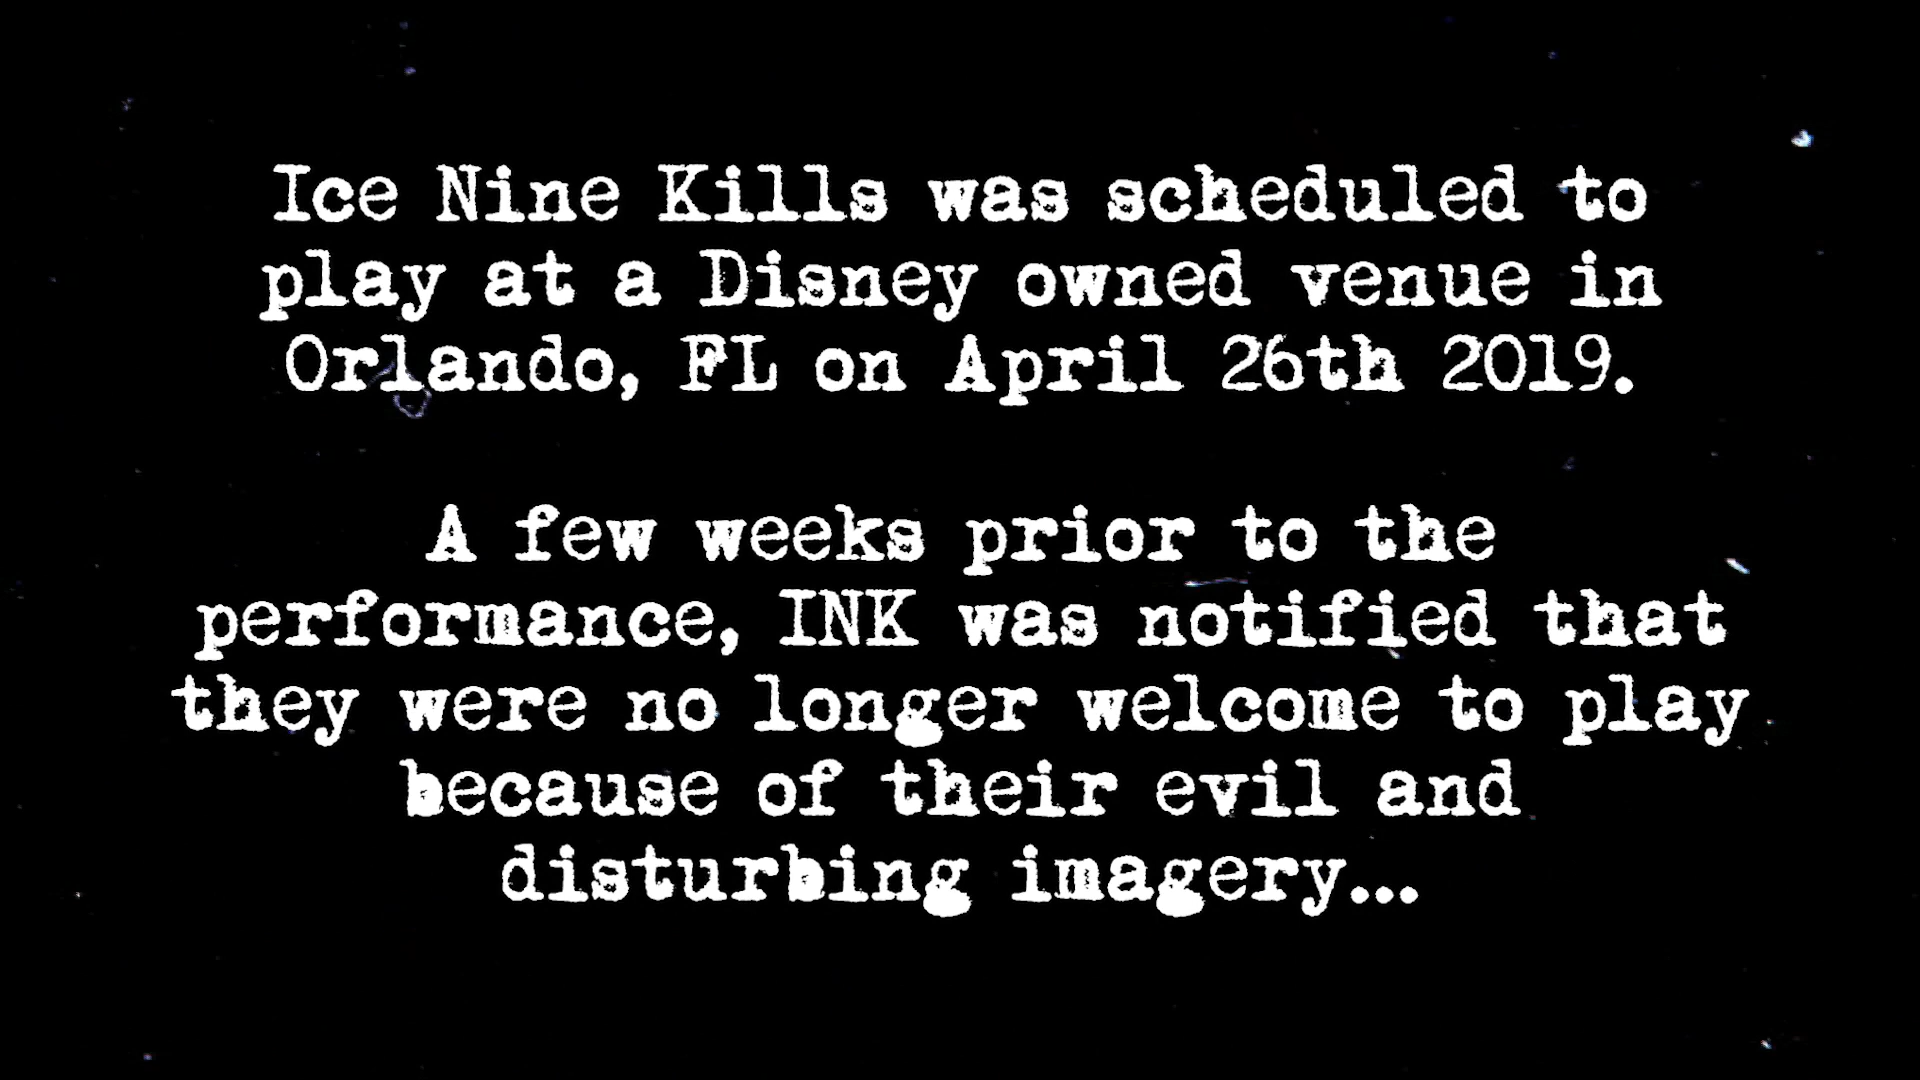 Ice Nine Kills was scheduled to
play at a Disney owned venue in
Orlando, FL on April 26th 2019.
A few weeks prior to the
performance, INK was notified that
they were no longer welcome to play
because of their evil and
disturbing imagery...